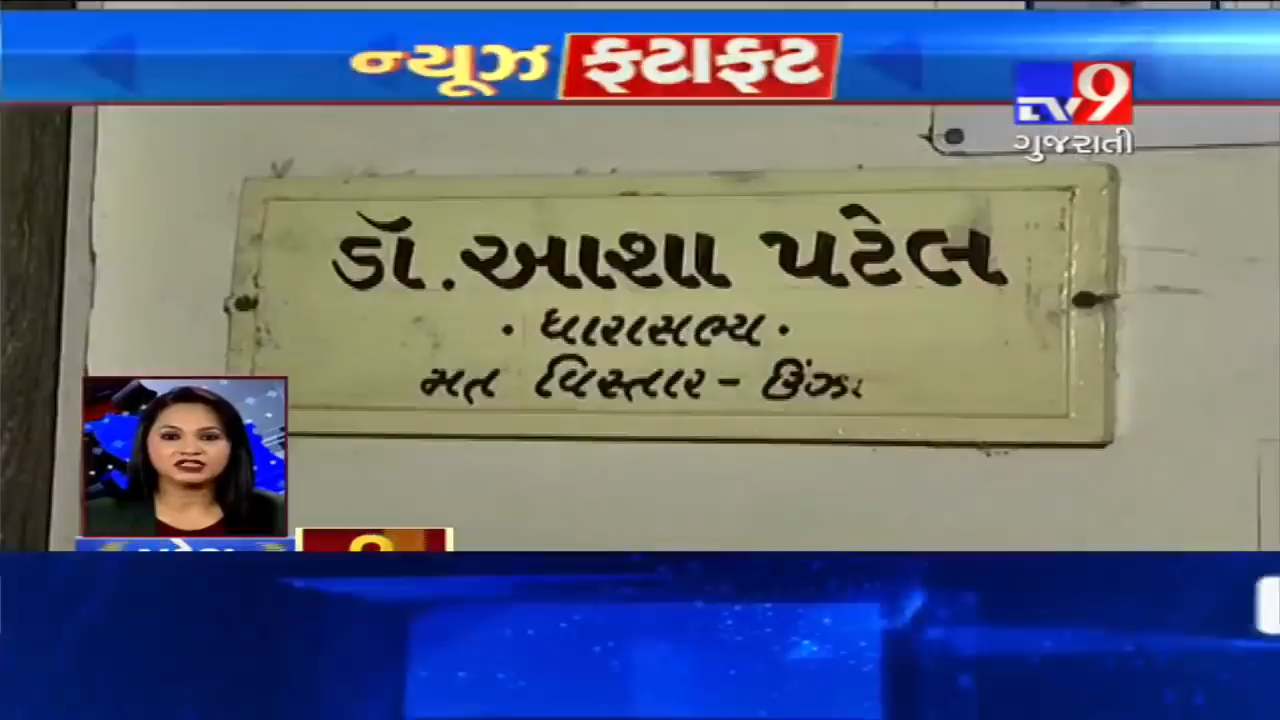 ન્યૂઝ ફટાફટ
TV9
ગુજરાતી
ડૉ. આશા પટેલ
· ધારાસભ્ય ·
મત વિસ્તાર - ઊંઝા